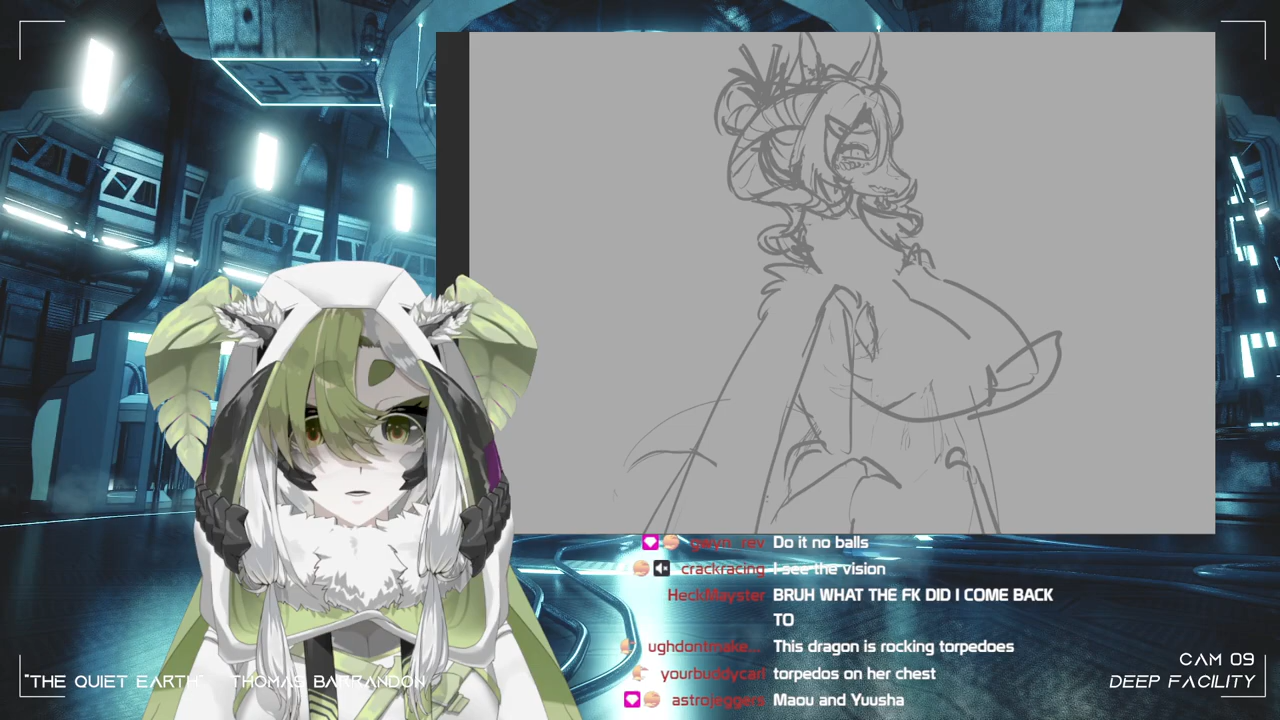 gwyn_rev Do it no balls
crackracing I see the vision
HeckMayster BRUH WHAT THE FK DID I COME BACK
TO
ughdontmake... This dragon is rocking torpedoes
yourbuddycarl torpedos on her chest
astrojeggers Maou and Yuusha
CAM 09
DEEP FACILITY
"THE QUIET EARTH" THOMAS BARRANDON